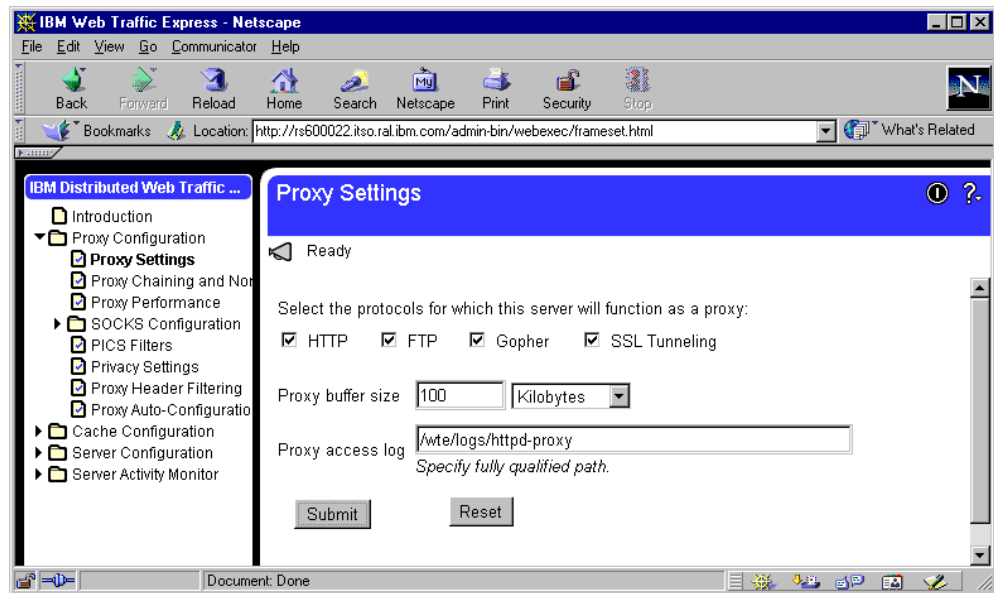 IBM Web Traffic Express - Netscape
File Edit View Go Communicator Help
Back Forward Reload Home Search Netscape Print Security Stop
My
N
Bookmarks Location: http://rs600022.itso.ral.ibm.com/admin-bin/webexec/frameset.html What's Related
IBM Distributed Web Traffic ...
Introduction
Proxy Configuration
Proxy Settings
Proxy Chaining and Nor
Proxy Performance
SOCKS Configuration
PICS Filters
Privacy Settings
Proxy Header Filtering
Proxy Auto-Configuratio
Cache Configuration
Server Configuration
Server Activity Monitor
Proxy Settings
Ready
Select the protocols for which this server will function as a proxy:
HTTP FTP Gopher SSL Tunneling
Proxy buffer size 100 Kilobytes
Proxy access log /wte/logs/httpd-proxy
Specify fully qualified path.
Submit Reset
Document: Done